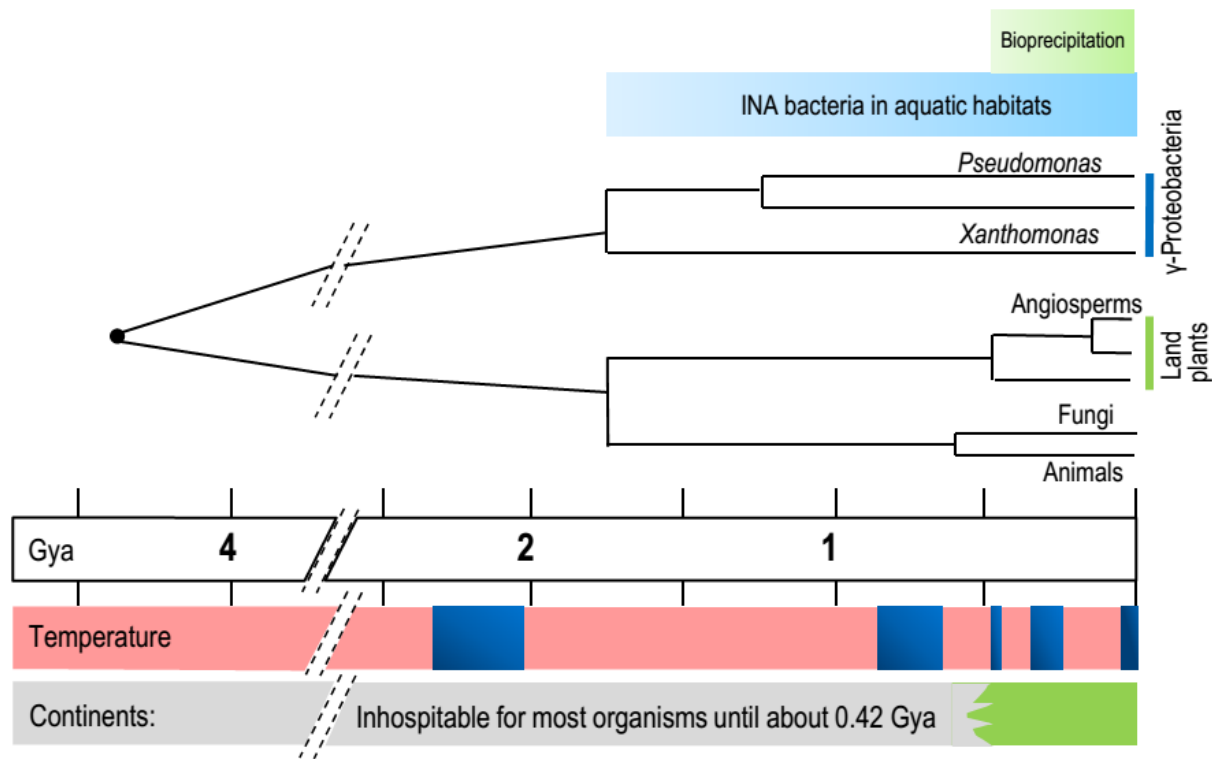 Bioprecipitation
INA bacteria in aquatic habitats
Pseudomonas
Xanthomonas
γ-Proteobacteria
Angiosperms
Land
plants
Fungi
Animals
Gya 4 2 1
Temperature
Continents: Inhospitable for most organisms until about 0.42 Gya